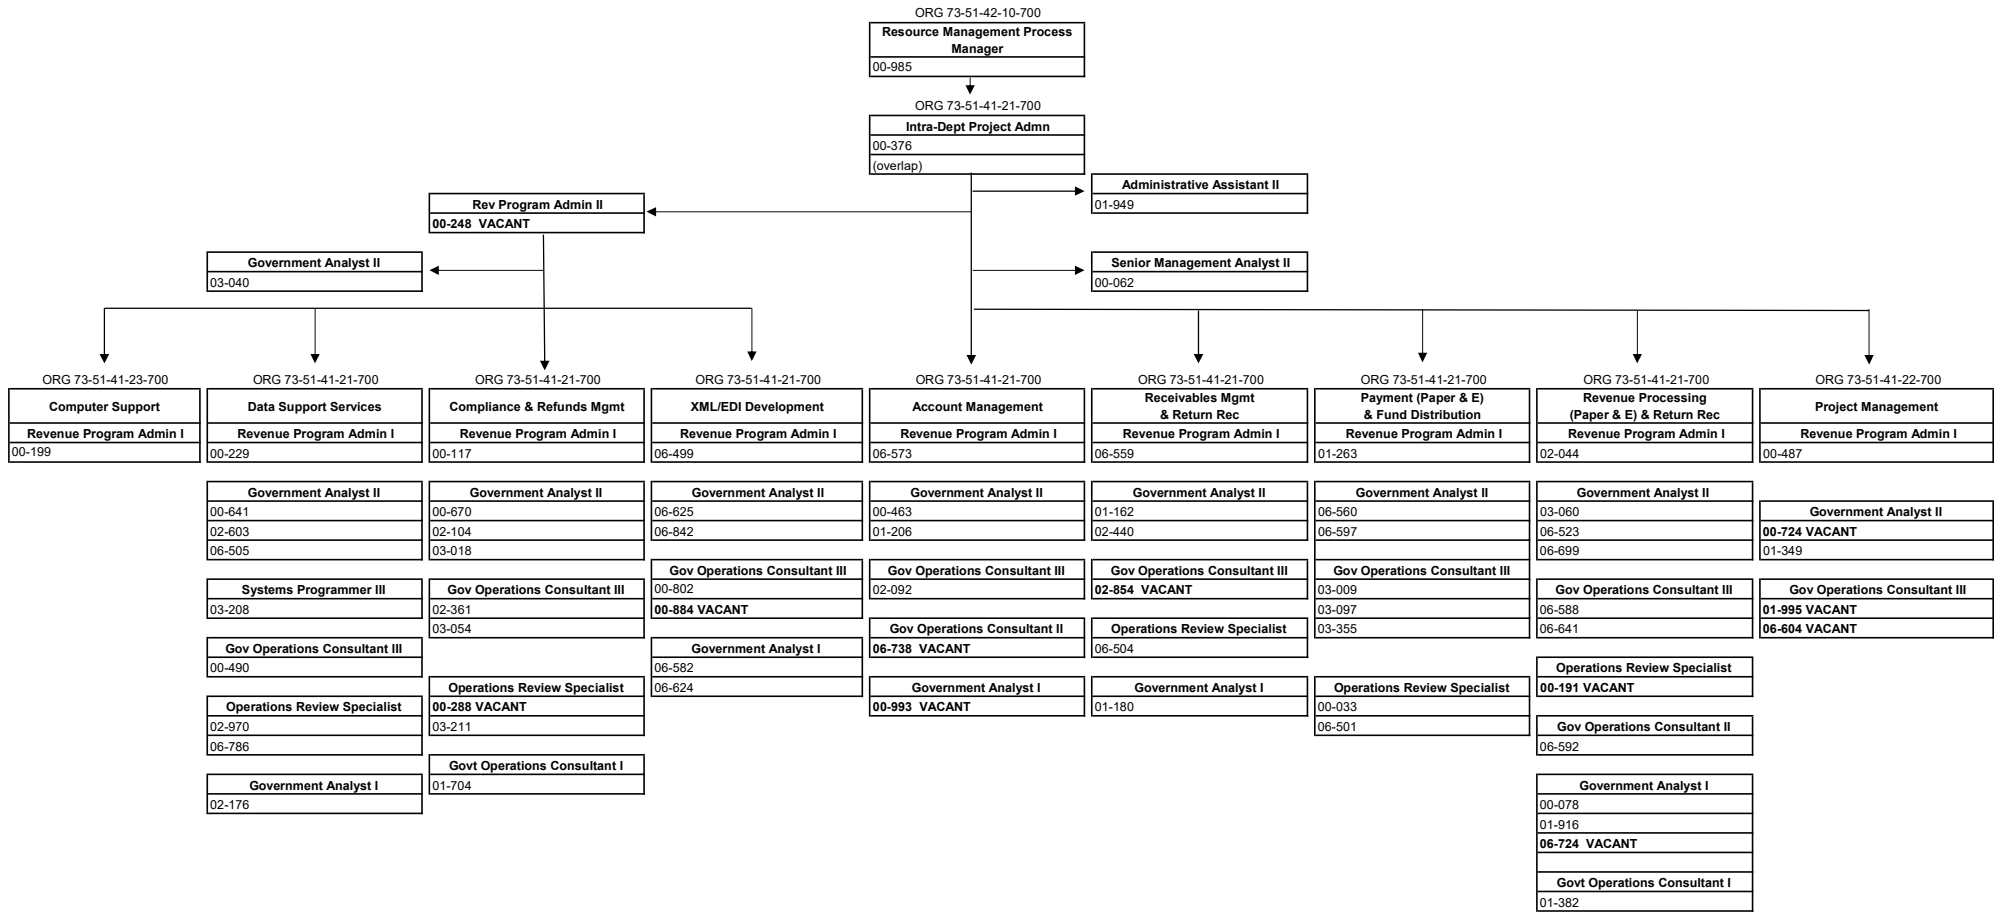 ORG 73-51-42-10-700
Resource Management Process
Manager
00-985
ORG 73-51-41-21-700
Intra-Dept Project Admn
00-376
(overlap)
Administrative Assistant II
01-949
Rev Program Admin II
00-248  VACANT
Government Analyst II
03-040
Senior Management Analyst II
00-062
ORG 73-51-41-23-700
Computer Support
Revenue Program Admin I
00-199
ORG 73-51-41-21-700
Data Support Services
Revenue Program Admin I
00-229
Government Analyst II
00-641
02-603
06-505
Systems Programmer III
03-208
Gov Operations Consultant III
00-490
Operations Review Specialist
02-970
06-786
Government Analyst I
02-176
ORG 73-51-41-21-700
Compliance & Refunds Mgmt
Revenue Program Admin I
00-117
Government Analyst II
00-670
02-104
03-018
Gov Operations Consultant III
02-361
03-054
Operations Review Specialist
00-288 VACANT
03-211
Govt Operations Consultant I
01-704
ORG 73-51-41-21-700
XML/EDI Development
Revenue Program Admin I
06-499
Government Analyst II
06-625
06-842
Gov Operations Consultant III
00-802
00-884 VACANT
Government Analyst I
06-582
06-624
ORG 73-51-41-21-700
Account Management
Revenue Program Admin I
06-573
Government Analyst II
00-463
01-206
Gov Operations Consultant III
02-092
Gov Operations Consultant II
06-738  VACANT
Government Analyst I
00-993  VACANT
ORG 73-51-41-21-700
Receivables Mgmt
& Return Rec
Revenue Program Admin I
06-559
Government Analyst II
01-162
02-440
Gov Operations Consultant III
02-854  VACANT
Operations Review Specialist
06-504
Government Analyst I
01-180
ORG 73-51-41-21-700
Payment (Paper & E)
& Fund Distribution
Revenue Program Admin I
01-263
Government Analyst II
06-560
06-597
Gov Operations Consultant III
03-009
03-097
03-355
Operations Review Specialist
00-033
06-501
ORG 73-51-41-21-700
Revenue Processing
(Paper & E) & Return Rec
Revenue Program Admin I
02-044
Government Analyst II
03-060
06-523
06-699
Gov Operations Consultant III
06-588
06-641
Operations Review Specialist
00-191 VACANT
Gov Operations Consultant II
06-592
Government Analyst I
00-078
01-916
06-724  VACANT
Govt Operations Consultant I
01-382
ORG 73-51-41-22-700
Project Management
Revenue Program Admin I
00-487
Government Analyst II
00-724 VACANT
01-349
Gov Operations Consultant III
01-995 VACANT
06-604 VACANT